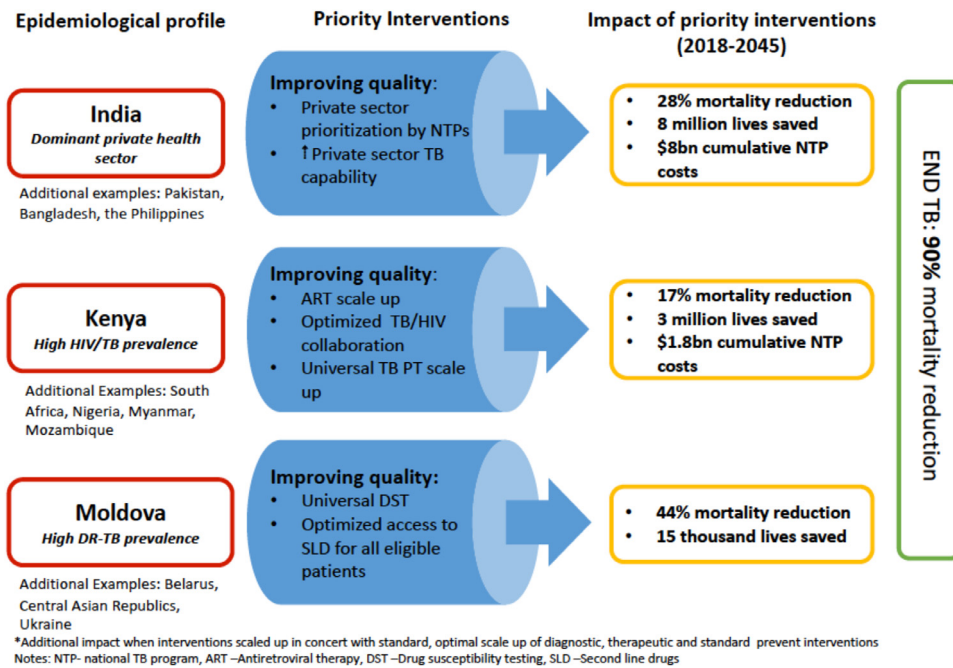 Epidemiological profile
Priority Interventions
Impact of priority interventions
(2018-2045)
India
Dominant private health
sector
Additional examples: Pakistan,
Bangladesh, the Philippines
Improving quality:
• Private sector
prioritization by NTPs
• ↑Private sector TB
capability
• 28% mortality reduction
• 8 million lives saved
• $8bn cumulative NTP
costs
Kenya
High HIV/TB prevalence
Additional Examples: South
Africa, Nigeria, Myanmar,
Mozambique
Improving quality:
• ART scale up
• Optimized TB/HIV
collaboration
• Universal TB PT scale
up
• 17% mortality reduction
• 3 million lives saved
• $1.8bn cumulative NTP
costs
Moldova
High DR-TB prevalence
Additional Examples: Belarus,
Central Asian Republics,
Ukraine
Improving quality:
• Universal DST
• Optimized access to
SLD for all eligible
patients
• 44% mortality reduction
• 15 thousand lives saved
END TB: 90% mortality
reduction
*Additional impact when interventions scaled up in concert with standard, optimal scale up of diagnostic, therapeutic and standard prevent interventions
Notes: NTP- national TB program, ART –Antiretroviral therapy, DST –Drug susceptibility testing, SLD –Second line drugs